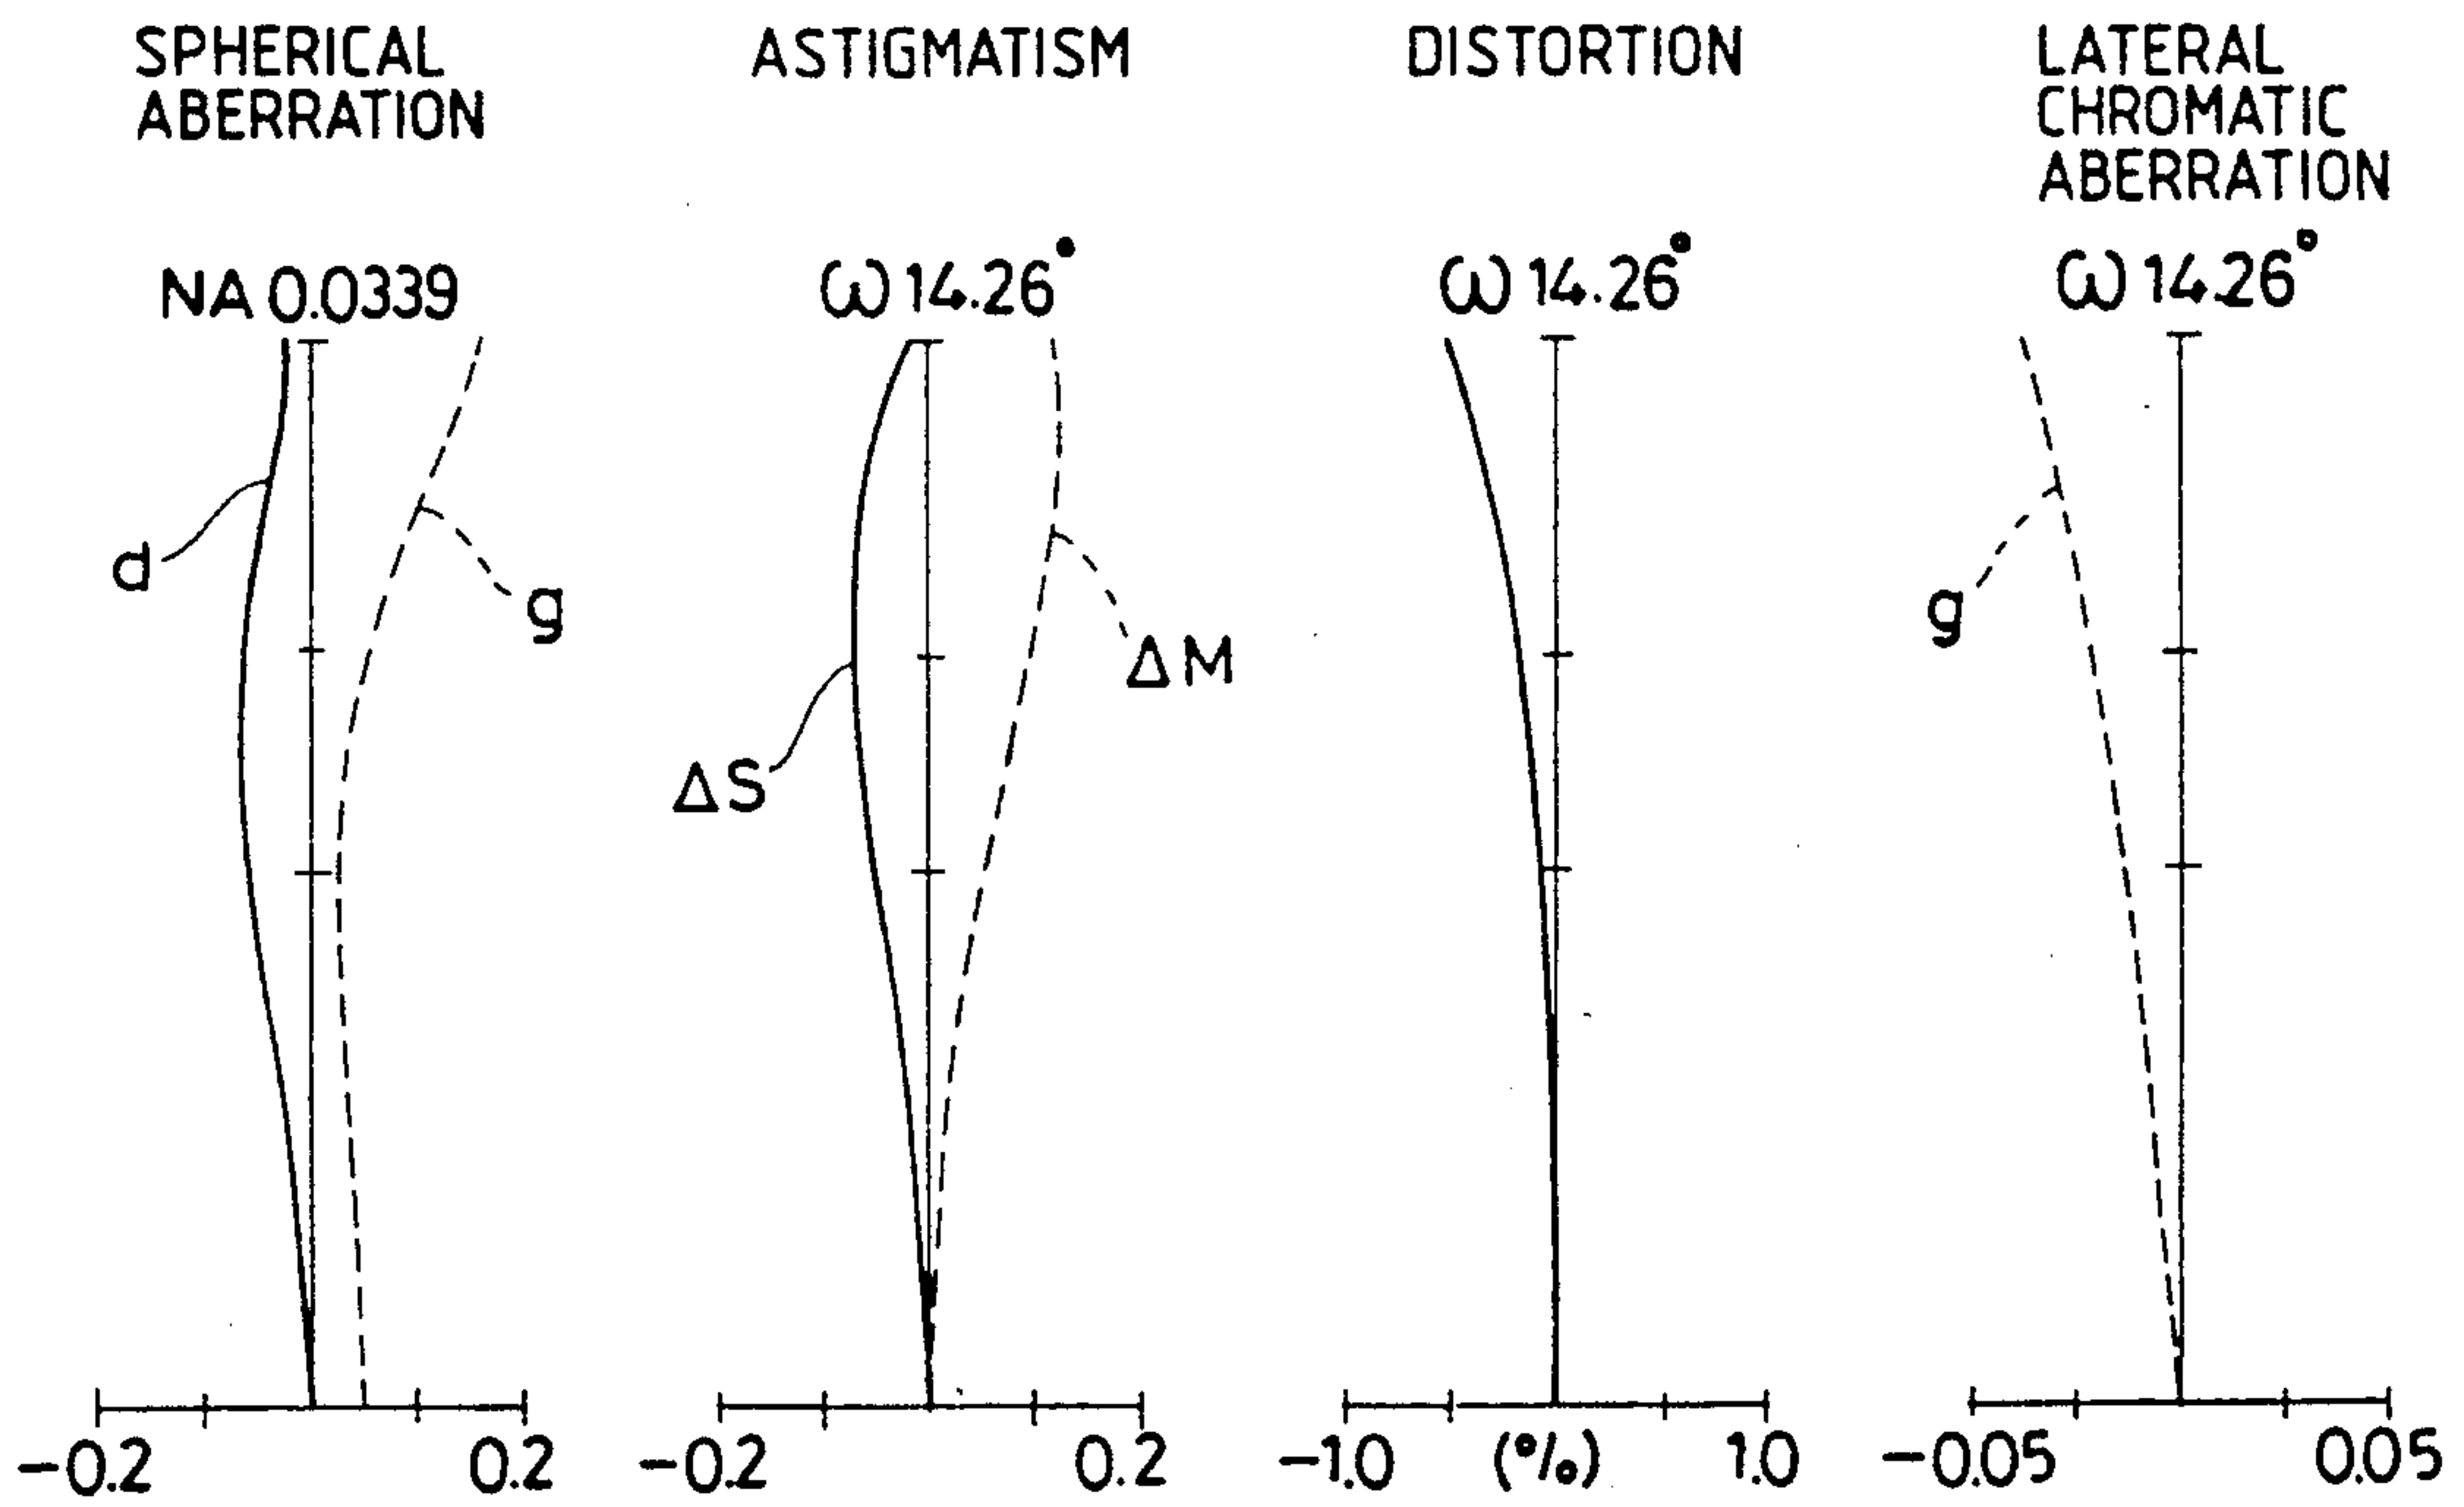 SPHERICAL
ABERRATION
NA 0.0339
d
g
-0.2
0.2
ASTIGMATISM
ω 14.26°
ΔS
ΔM
-0.2
0.2
DISTORTION
ω 14.26°
-1.0
(%)
1.0
LATERAL
CHROMATIC
ABERRATION
ω 14.26°
g
-0.05
0.05